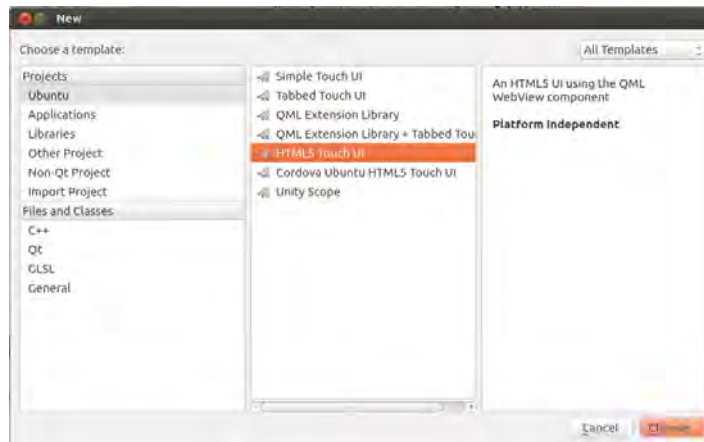 New
Choose a template:
All Templates
Projects
Ubuntu
Applications
Libraries
Other Project
Non-Qt Project
Import Project
Files and Classes
C++
Qt
GLSL
General
Simple Touch UI
Tabbed Touch UI
QML Extension Library
QML Extension Library + Tabbed Tou
HTML5 Touch UI
Cordova Ubuntu HTML5 Touch UI
Unity Scope
An HTML5 UI using the QML
WebView component
Platform Independent
Cancel